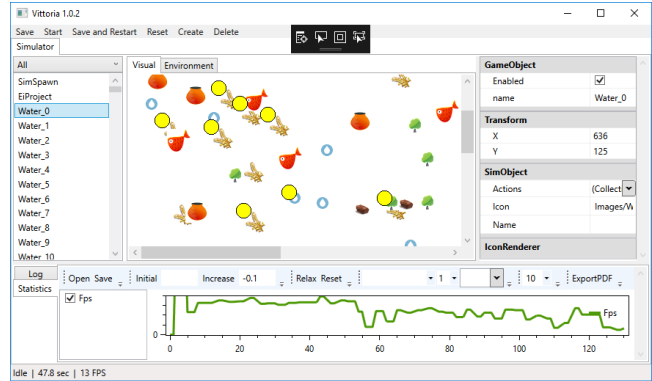 Vittoria 1.0.2
Save Start Save and Restart Reset Create Delete
Simulator
All
SimSpawn
EiProject
Water_0
Water_1
Water_2
Water_3
Water_4
Water_5
Water_6
Water_7
Water_8
Water_9
Water_10
Visual Environment
GameObject
Enabled
name Water_0
Transform
X 636
Y 125
SimObject
Actions (Collect
Icon Images/W
Name
IconRenderer
Log
Statistics
Open Save Initial Increase -0.1 Relax Reset 1 10 ExportPDF
Fps
Fps
0
0 20 40 60 80 100 120
Idle | 47.8 sec | 13 FPS